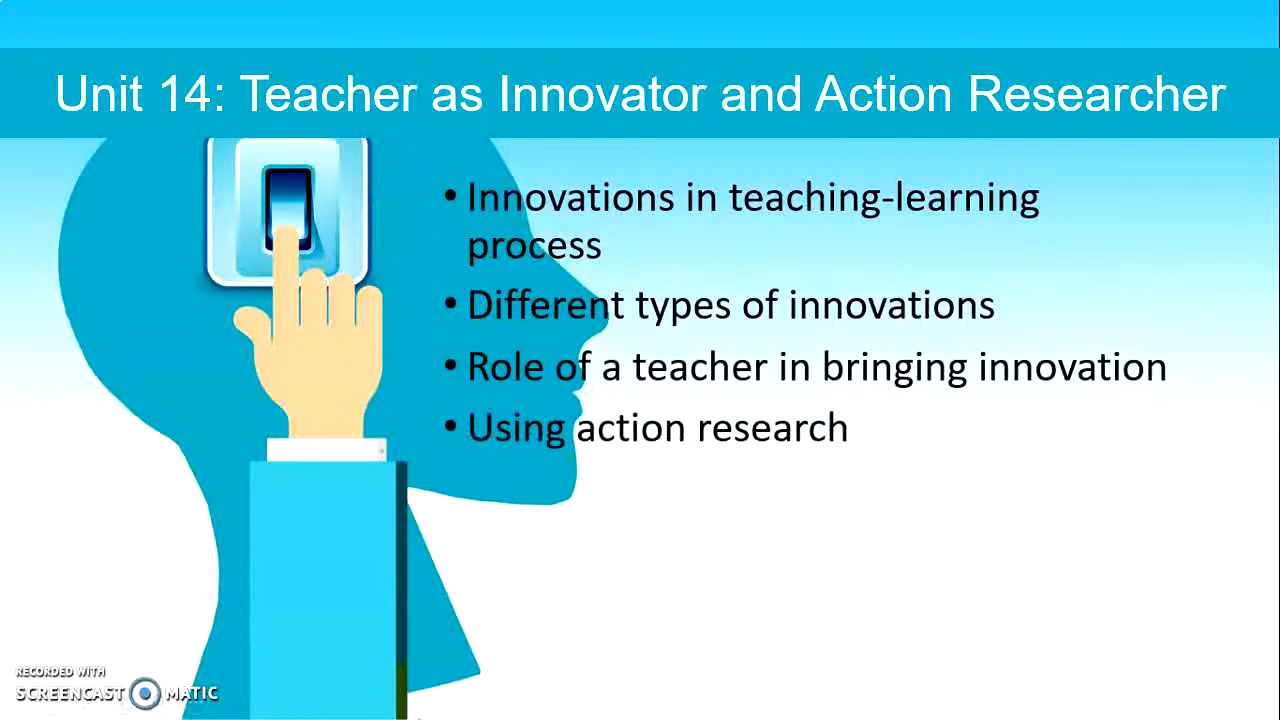 Unit 14: Teacher as Innovator and Action Researcher
• Innovations in teaching-learning
process
• Different types of innovations
• Role of a teacher in bringing innovation
• Using action research
RECORDED WITH
SCREENCAST MATIC